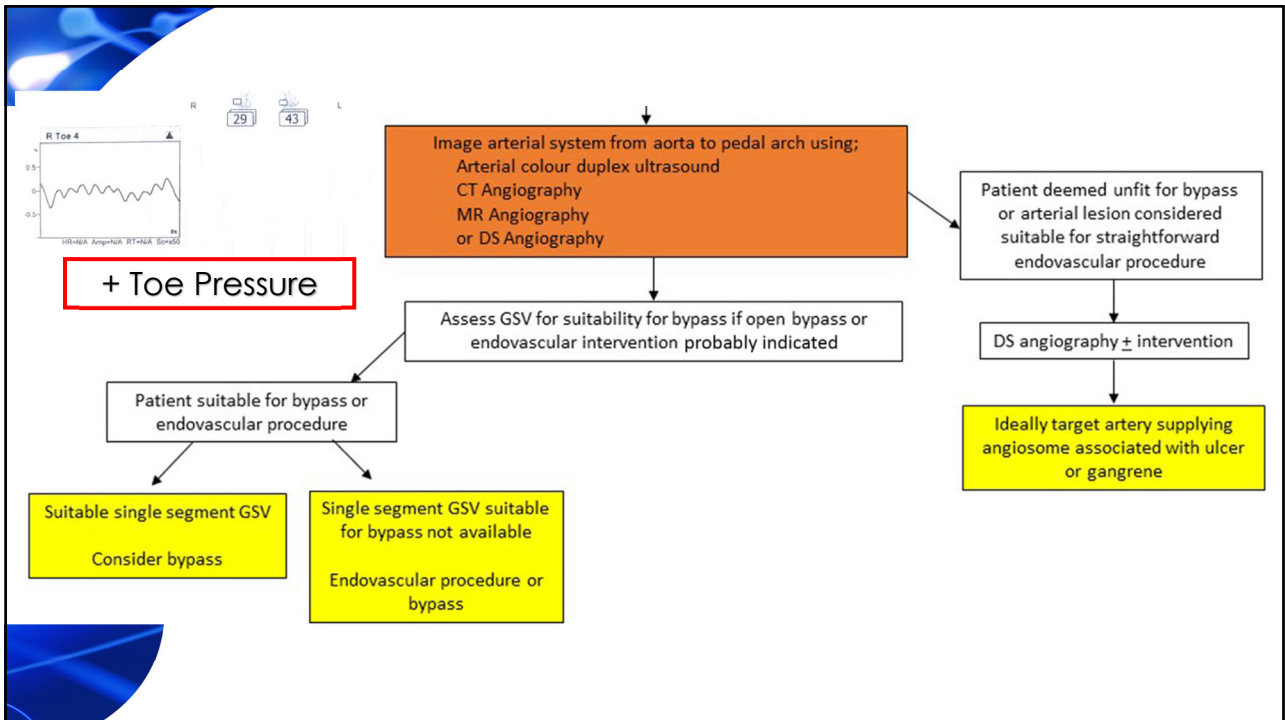 R
L
29
43
R Toe 4
0.5
0
-0.5
8s
HR=N/A Amp=N/A RT=N/A Sc=x50
+ Toe Pressure
Image arterial system from aorta to pedal arch using;
Arterial colour duplex ultrasound
CT Angiography
MR Angiography
or DS Angiography
Patient deemed unfit for bypass
or arterial lesion considered
suitable for straightforward
endovascular procedure
Assess GSV for suitability for bypass if open bypass or
endovascular intervention probably indicated
DS angiography ± intervention
Patient suitable for bypass or
endovascular procedure
Ideally target artery supplying
angiosome associated with ulcer
or gangrene
Suitable single segment GSV
Consider bypass
Single segment GSV suitable
for bypass not available
Endovascular procedure or
bypass